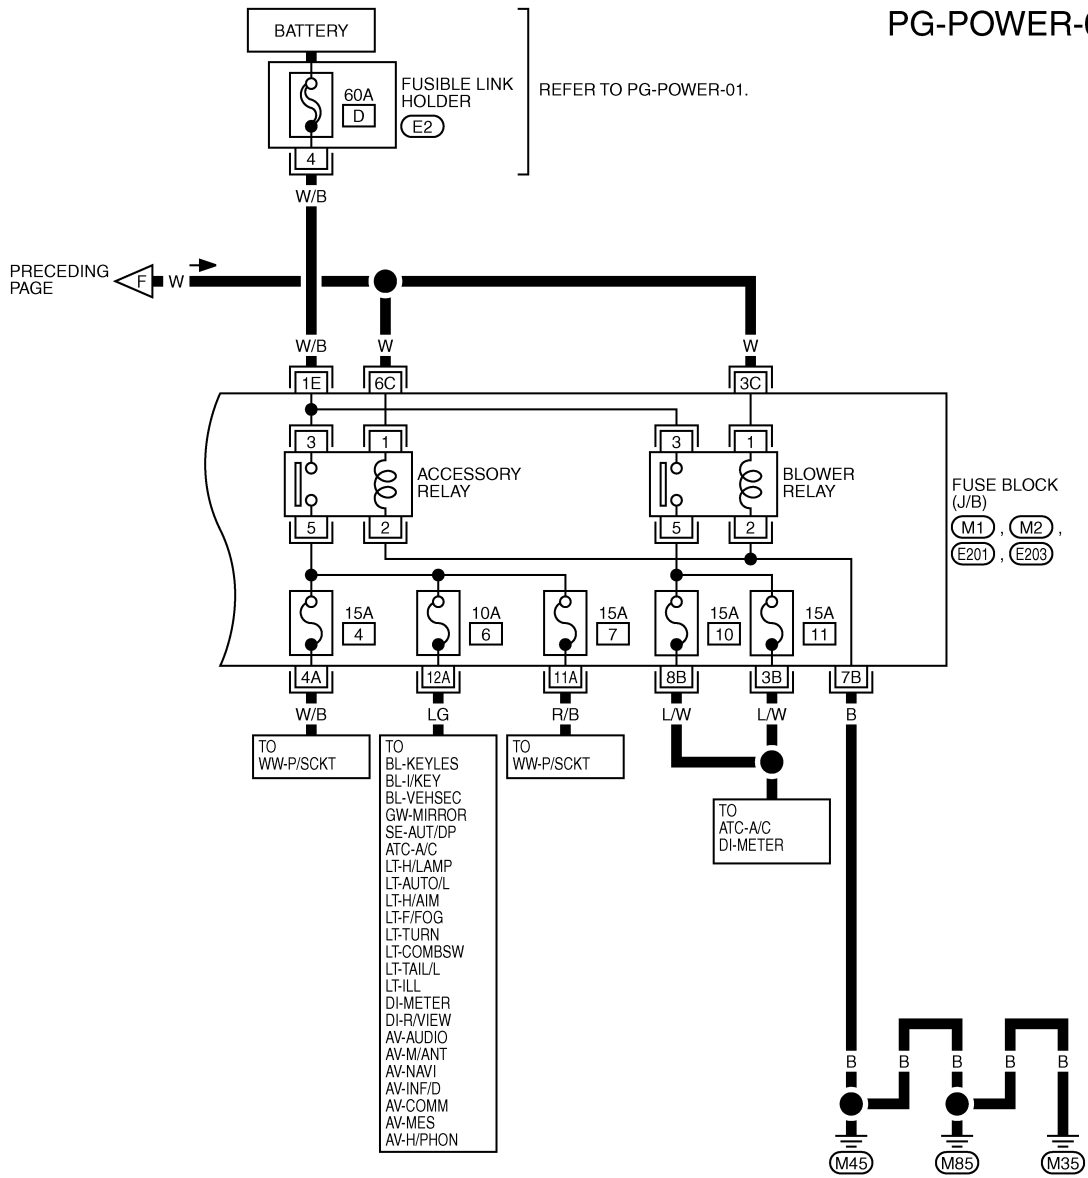 PG-POWER-
BATTERY
60A
D
FUSIBLE LINK
HOLDER
E2
REFER TO PG-POWER-01.
4
W/B
PRECEDING
PAGE
F
W
W/B
W
W
1E
6C
3C
3
1
ACCESSORY
RELAY
3
1
BLOWER
RELAY
5
2
5
2
FUSE BLOCK
(J/B)
M1 , M2 ,
E201 , E203
15A
4
10A
6
15A
7
15A
10
15A
11
4A
12A
11A
8B
3B
7B
W/B
LG
R/B
L/W
L/W
B
TO
WW-P/SCKT
TO
BL-KEYLES
BL-I/KEY
BL-VEHSEC
GW-MIRROR
SE-AUT/DP
ATC-A/C
LT-H/LAMP
LT-AUTO/L
LT-H/AIM
LT-F/FOG
LT-TURN
LT-COMBSW
LT-TAIL/L
LT-ILL
DI-METER
DI-R/VIEW
AV-AUDIO
AV-M/ANT
AV-NAVI
AV-INF/D
AV-COMM
AV-MES
AV-H/PHON
TO
WW-P/SCKT
TO
ATC-A/C
DI-METER
B
B
B
B
B
M45
M85
M35